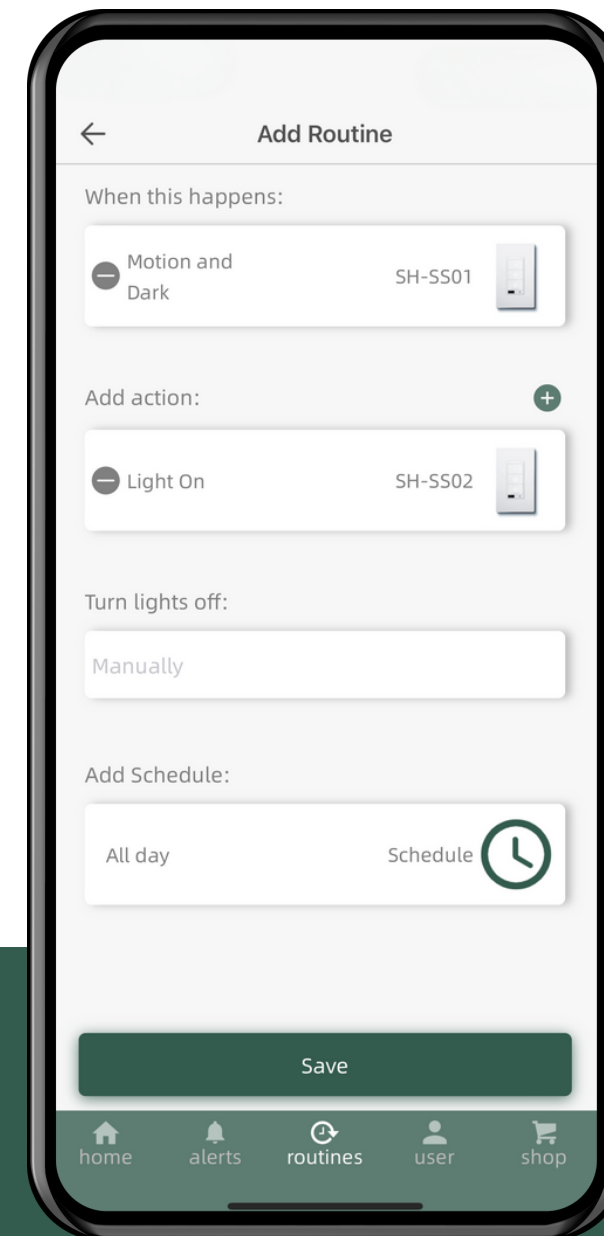 Add Routine
When this happens:
Motion and
Dark
SH-SS01
Add action:
Light On
SH-SS02
Turn lights off:
Manually
Add Schedule:
All day
Schedule
Save
home
alerts
routines
user
shop